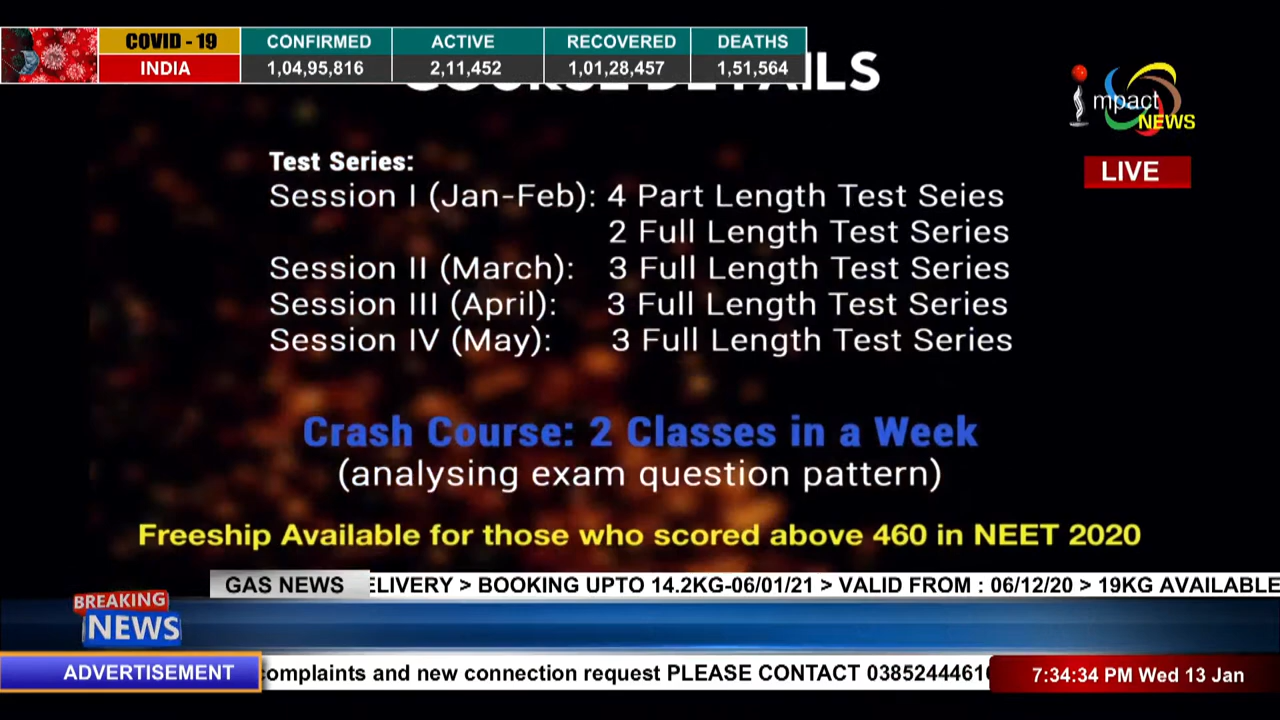 COVID - 19 CONFIRMED ACTIVE RECOVERED DEATHS
INDIA 1,04,95,816 2,11,452 1,01,28,457 1,51,564
COURSE DETAILS
impact
NEWS
LIVE
Test Series:
Session I (Jan-Feb): 4 Part Length Test Seies
2 Full Length Test Series
Session II (March): 3 Full Length Test Series
Session III (April): 3 Full Length Test Series
Session IV (May): 3 Full Length Test Series
Crash Course: 2 Classes in a Week
(analysing exam question pattern)
Freeship Available for those who scored above 460 in NEET 2020
GAS NEWS ELIVERY > BOOKING UPTO 14.2KG-06/01/21 > VALID FROM : 06/12/20 > 19KG AVAILABLE
BREAKING
NEWS
ADVERTISEMENT complaints and new connection request PLEASE CONTACT 03852444610 7:34:34 PM Wed 13 Jan